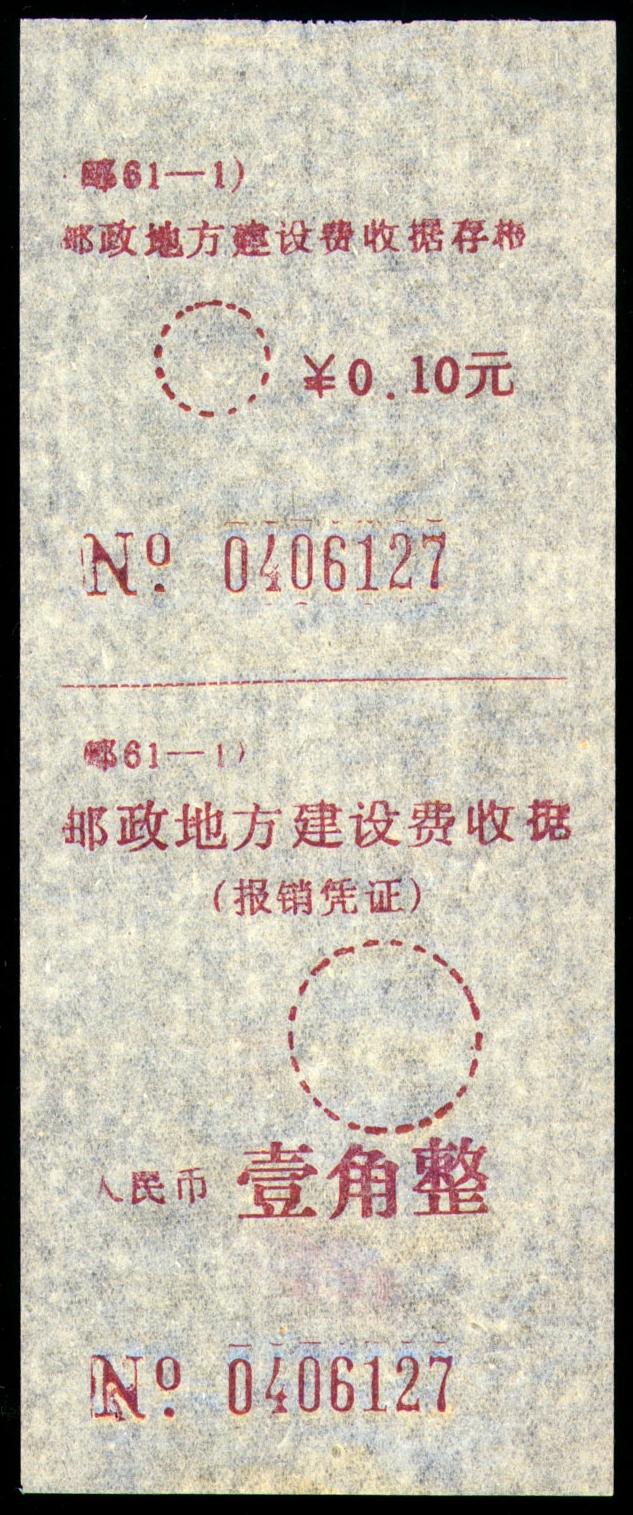 (邮61—1)
邮政地方建设费收据存根
￥0.10元
No. 0406127
(邮61—1)
邮政地方建设费收据
(报销凭证)
人民币 壹角整
No. 0406127